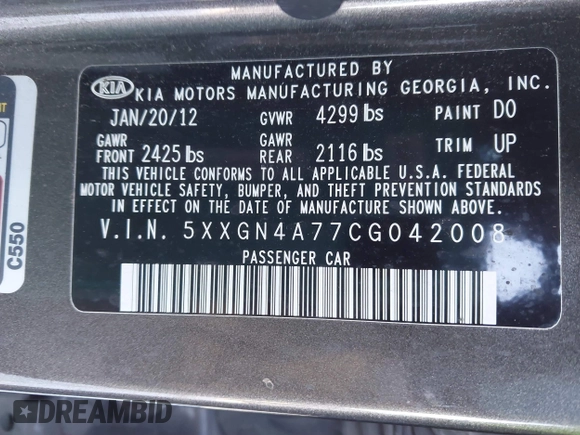 MANUFACTURED BY
KIA KIA MOTORS MANUFACTURING GEORGIA, INC.
JAN/20/12 GVWR 4299 lbs PAINT D0
GAWR FRONT 2425 lbs GAWR REAR 2116 lbs TRIM UP
THIS VEHICLE CONFORMS TO ALL APPLICABLE U.S.A. FEDERAL
MOTOR VEHICLE SAFETY, BUMPER, AND THEFT PREVENTION STANDARDS
IN EFFECT ON THE DATE OF MANUFACTURE SHOWN ABOVE.
V.I.N. 5XXGN4A77CG042008
PASSENGER CAR
C550
DREAMBID